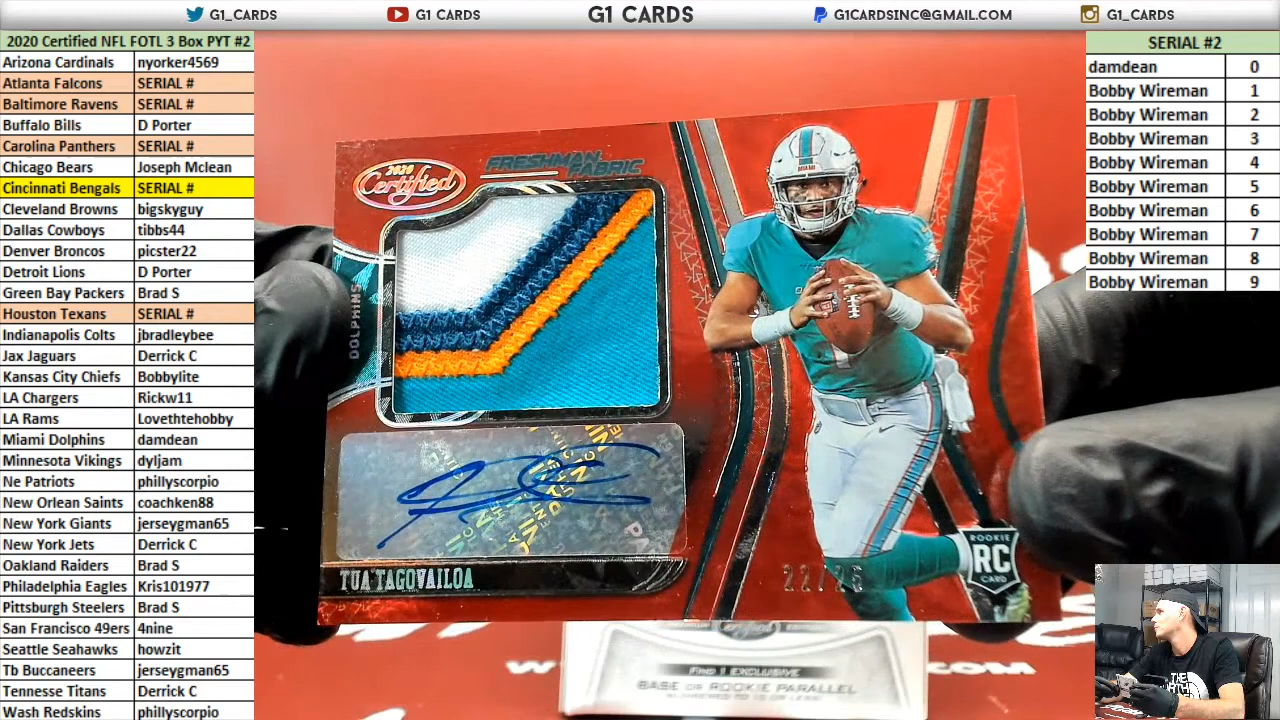 G1_CARDS
G1 CARDS
G1 CARDS
G1CARDSINC@GMAIL.COM
G1_CARDS
2020 Certified NFL FOTL 3 Box PYT #2
Arizona Cardinals nyorker4569
Atlanta Falcons SERIAL #
Baltimore Ravens SERIAL #
Buffalo Bills D Porter
Carolina Panthers SERIAL #
Chicago Bears Joseph Mclean
Cincinnati Bengals SERIAL #
Cleveland Browns bigskyguy
Dallas Cowboys tibbs44
Denver Broncos picster22
Detroit Lions D Porter
Green Bay Packers Brad S
Houston Texans SERIAL #
Indianapolis Colts jbradleybee
Jax Jaguars Derrick C
Kansas City Chiefs Bobbylite
LA Chargers Rickw11
LA Rams Lovethtehobby
Miami Dolphins damdean
Minnesota Vikings dyljam
Ne Patriots phillyscorpio
New Orlean Saints coachken88
New York Giants jerseygman65
New York Jets Derrick C
Oakland Raiders Brad S
Philadelphia Eagles Kris101977
Pittsburgh Steelers Brad S
San Francisco 49ers 4nine
Seattle Seahawks howzit
Tb Buccaneers jerseygman65
Tennesse Titans Derrick C
Wash Redskins phillyscorpio
2020
Certified
FRESHMAN
FABRIC
DOLPHINS
TUA TAGOVAILOA
22/25
ROOKIE
RC
CARD
FIND 1 EXCLUSIVE
BASE OR ROOKIE PARALLEL
SERIAL #2
damdean 0
Bobby Wireman 1
Bobby Wireman 2
Bobby Wireman 3
Bobby Wireman 4
Bobby Wireman 5
Bobby Wireman 6
Bobby Wireman 7
Bobby Wireman 8
Bobby Wireman 9